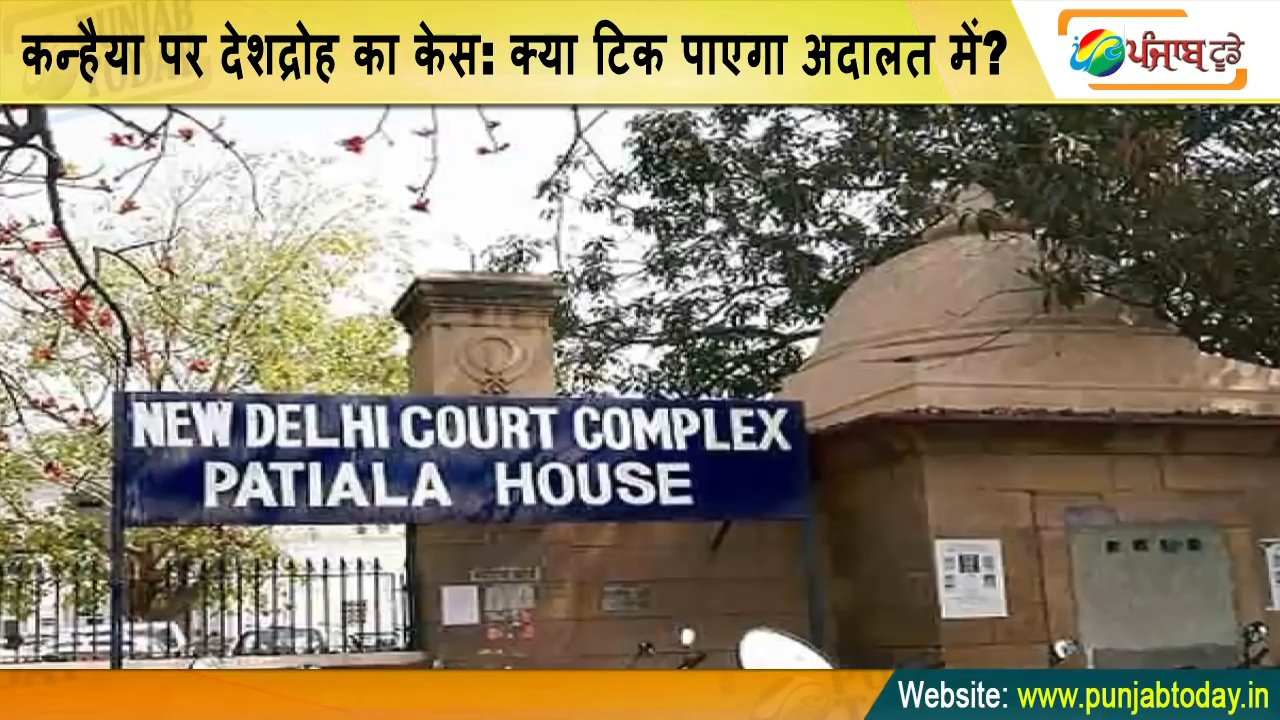 कन्हैया पर देशद्रोह का केस: क्या टिक पाएगा अदालत में?
ਪੰਜਾਬ ਟੂਡੇ
NEW DELHI COURT COMPLEX
PATIALA HOUSE
Website: www.punjabtoday.in